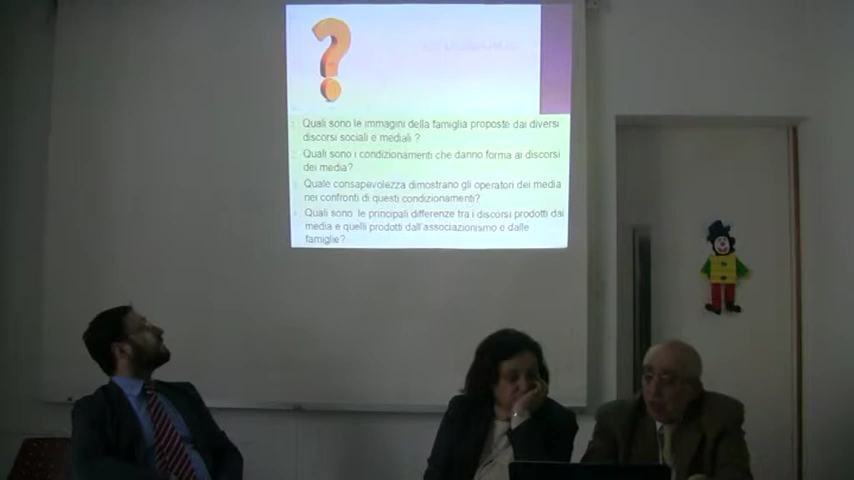 Quali sono le immagini della famiglia proposte dai diversi
discorsi sociali e mediali ?
Quali sono i condizionamenti che danno forma ai discorsi
dei media?
Quale consapevolezza dimostrano gli operatori dei media
nei confronti di questi condizionamenti?
Quali sono le principali differenze tra i discorsi prodotti dai
media e quelli prodotti dall'associazionismo o dalle
famiglie?